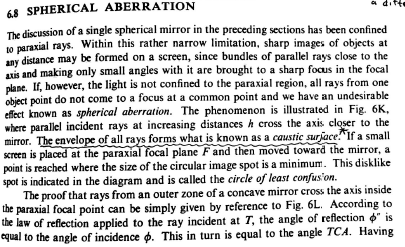 a diffe
6.8 SPHERICAL ABERRATION
The discussion of a single spherical mirror in the preceding sections has been confined
to paraxial rays. Within this rather narrow limitation, sharp images of objects at
any distance may be formed on a screen, since bundles of parallel rays close to the
axis and making only small angles with it are brought to a sharp focus in the focal
plane. If, however, the light is not confined to the paraxial region, all rays from one
object point do not come to a focus at a common point and we have an undesirable
effect known as spherical aberration. The phenomenon is illustrated in Fig. 6K,
where parallel incident rays at increasing distances h cross the axis closer to the
mirror. The envelope of all rays forms what is known as a caustic surface. If a small
screen is placed at the paraxial focal plane F and then moved toward the mirror, a
point is reached where the size of the circular image spot is a minimum. This disklike
spot is indicated in the diagram and is called the circle of least confusion.
The proof that rays from an outer zone of a concave mirror cross the axis inside
the paraxial focal point can be simply given by reference to Fig. 6L. According to
the law of reflection applied to the ray incident at T, the angle of reflection ϕ″ is
equal to the angle of incidence ϕ. This in turn is equal to the angle TCA. Having